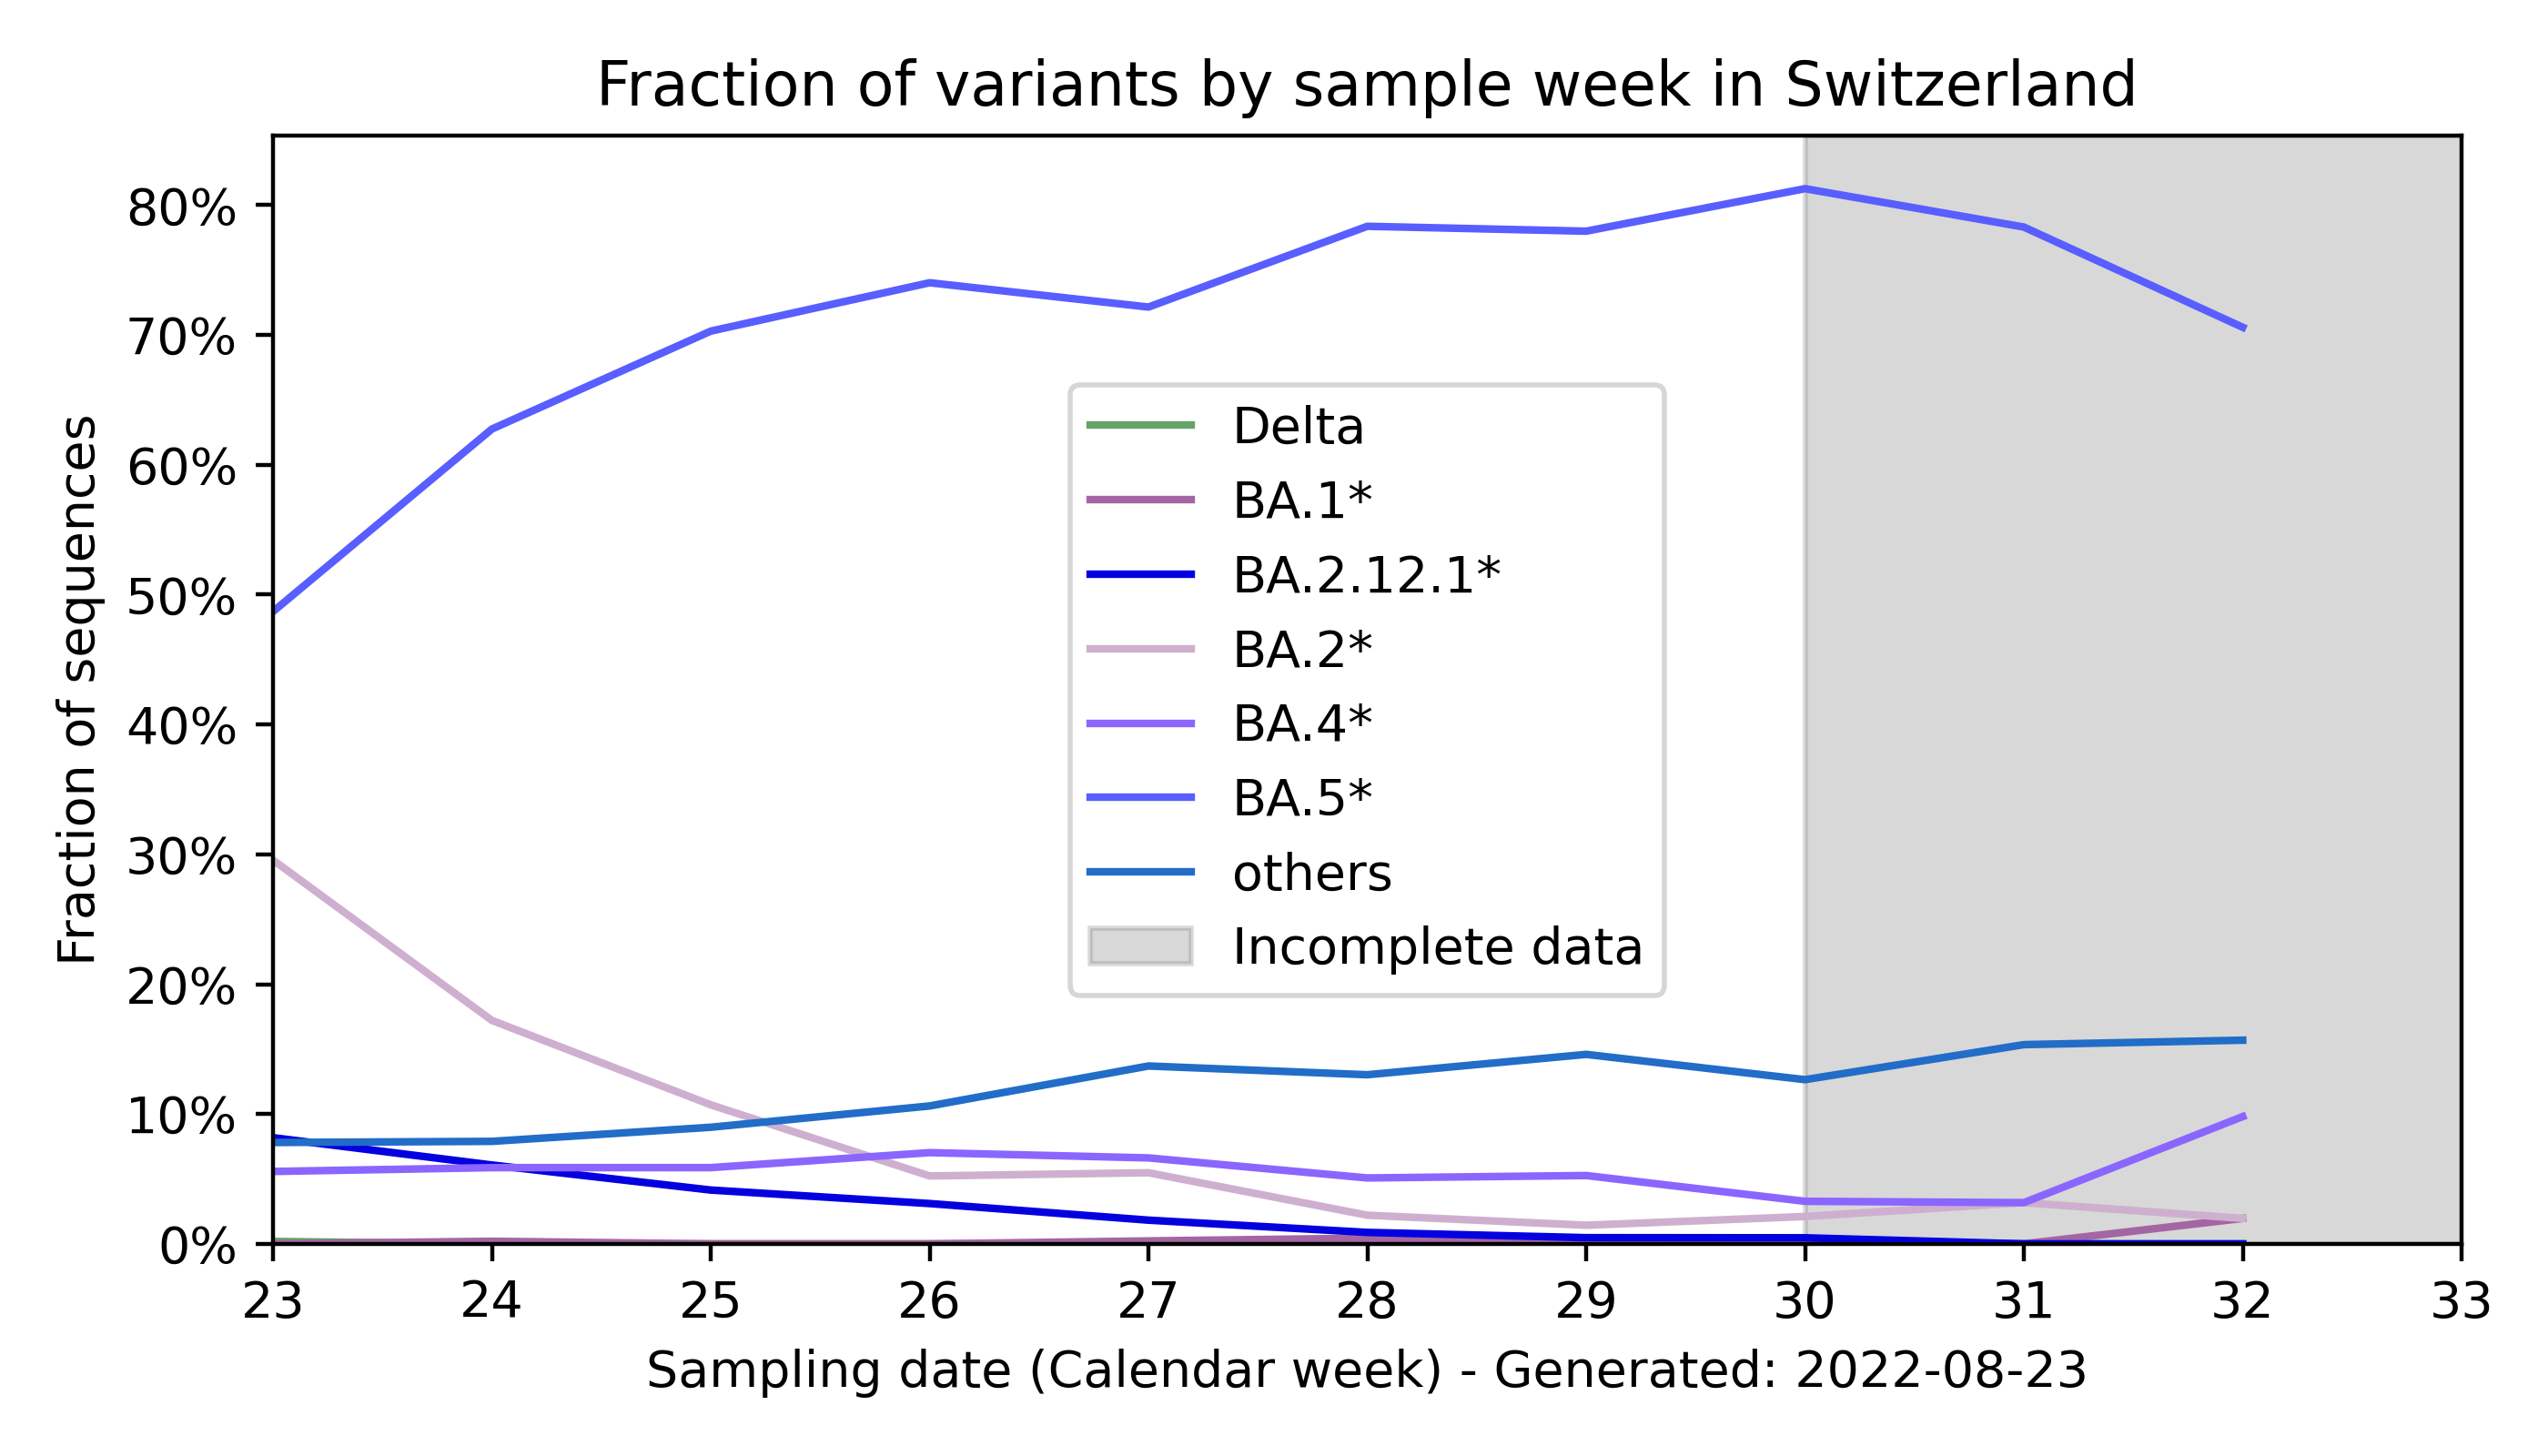 Fraction of variants by sample week in Switzerland
Fraction of sequences
80%
70%
60%
50%
40%
30%
20%
10%
0%
Delta
BA.1*
BA.2.12.1*
BA.2*
BA.4*
BA.5*
others
Incomplete data
23 24 25 26 27 28 29 30 31 32 33
Sampling date (Calendar week) - Generated: 2022-08-23